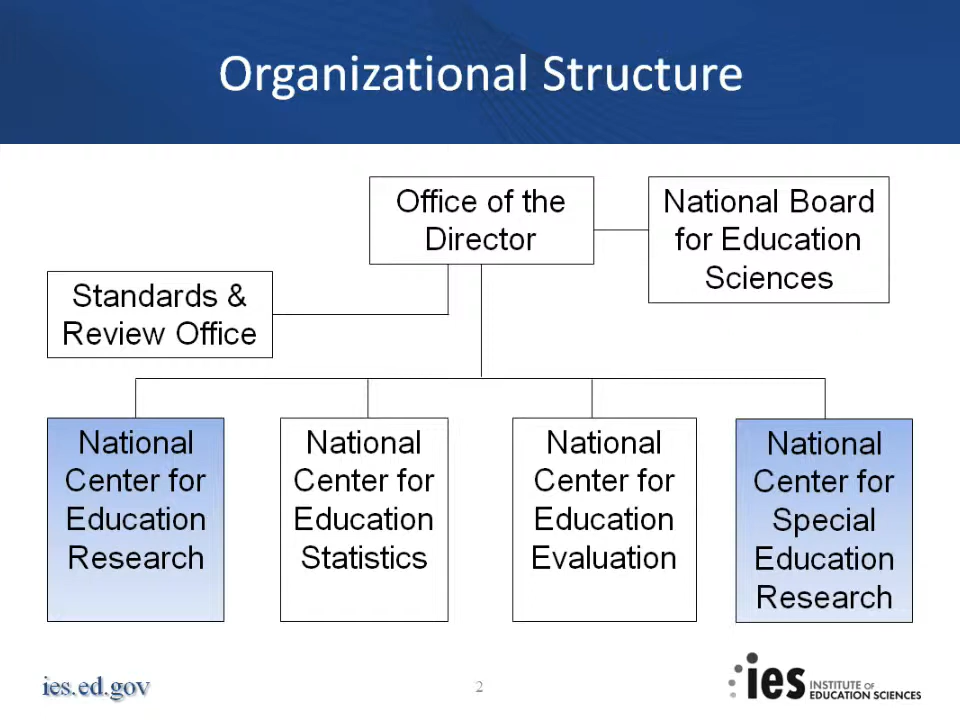 Organizational Structure
Office of the
Director
National Board
for Education
Sciences
Standards &
Review Office
National
Center for
Education
Research
National
Center for
Education
Statistics
National
Center for
Education
Evaluation
National
Center for
Special
Education
Research
ies.ed.gov
2
ies
INSTITUTE OF
EDUCATION SCIENCES